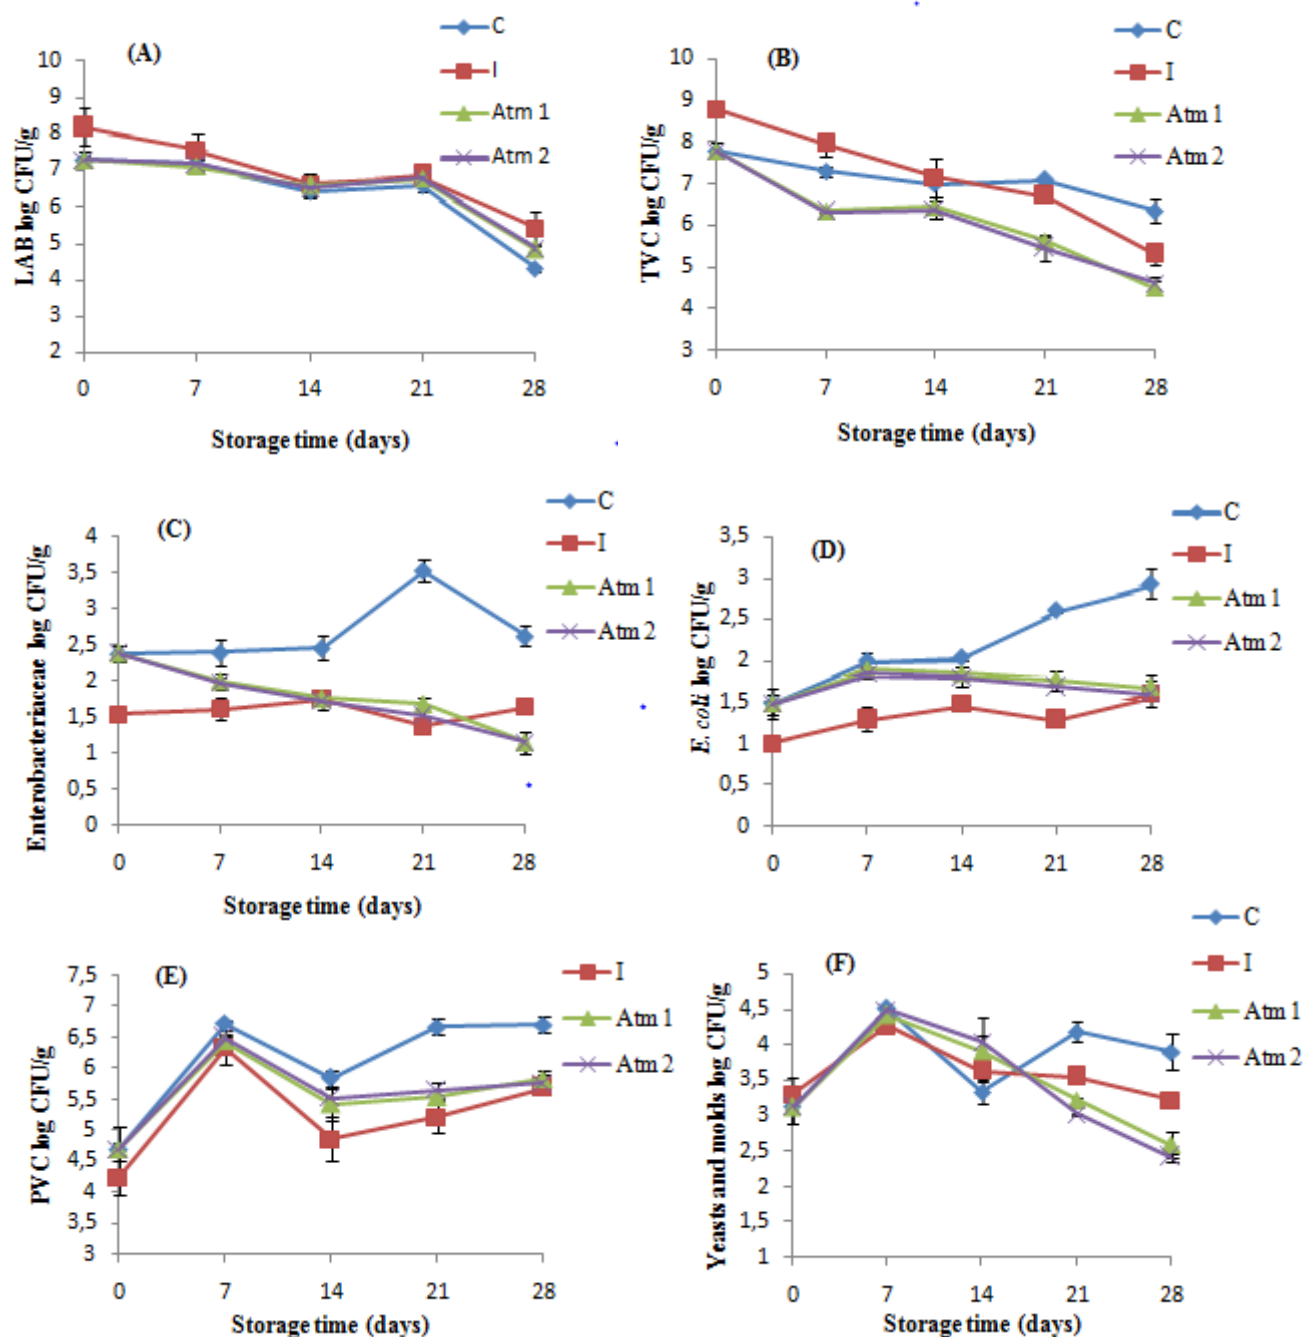 (A)
C
I
Atm 1
Atm 2
LAB log CFU/g
10
9
8
7
6
5
4
3
2
0 7 14 21 28
Storage time (days)
(B)
C
I
Atm 1
Atm 2
TVC log CFU/g
10
9
8
7
6
5
4
3
0 7 14 21 28
Storage time (days)
(C)
C
I
Atm 1
Atm 2
Enterobacteriaceae log CFU/g
4
3,5
3
2,5
2
1,5
1
0,5
0
0 7 14 21 28
Storage time (days)
(D)
C
I
Atm 1
Atm 2
E. coli log CFU/g
3,5
3
2,5
2
1,5
1
0,5
0
0 7 14 21 28
(E)
I
Atm 1
Atm 2
PVC log CFU/g
7,5
7
6,5
6
5,5
5
4,5
4
3,5
3
0 7 14 21 28
Storage time (days)
(F)
C
I
Atm 1
Atm 2
Yeasts and molds log CFU/g
5
4,5
4
3,5
3
2,5
2
1,5
1
0 7 14 21 28
Storage time (days)